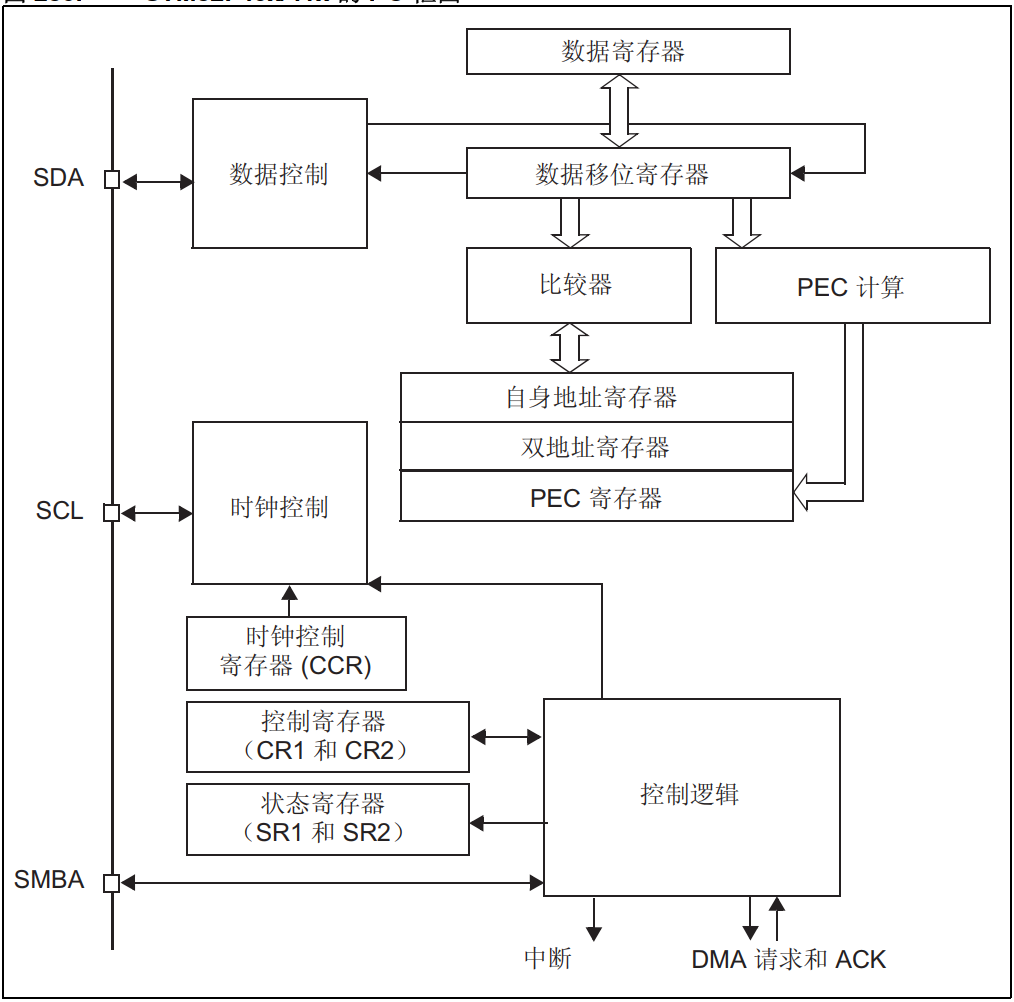 数据寄存器
SDA
数据控制
数据移位寄存器
比较器
PEC 计算
自身地址寄存器
双地址寄存器
PEC 寄存器
SCL
时钟控制
时钟控制
寄存器 (CCR)
控制寄存器
（CR1 和 CR2）
控制逻辑
状态寄存器
（SR1 和 SR2）
SMBA
中断
DMA 请求和 ACK